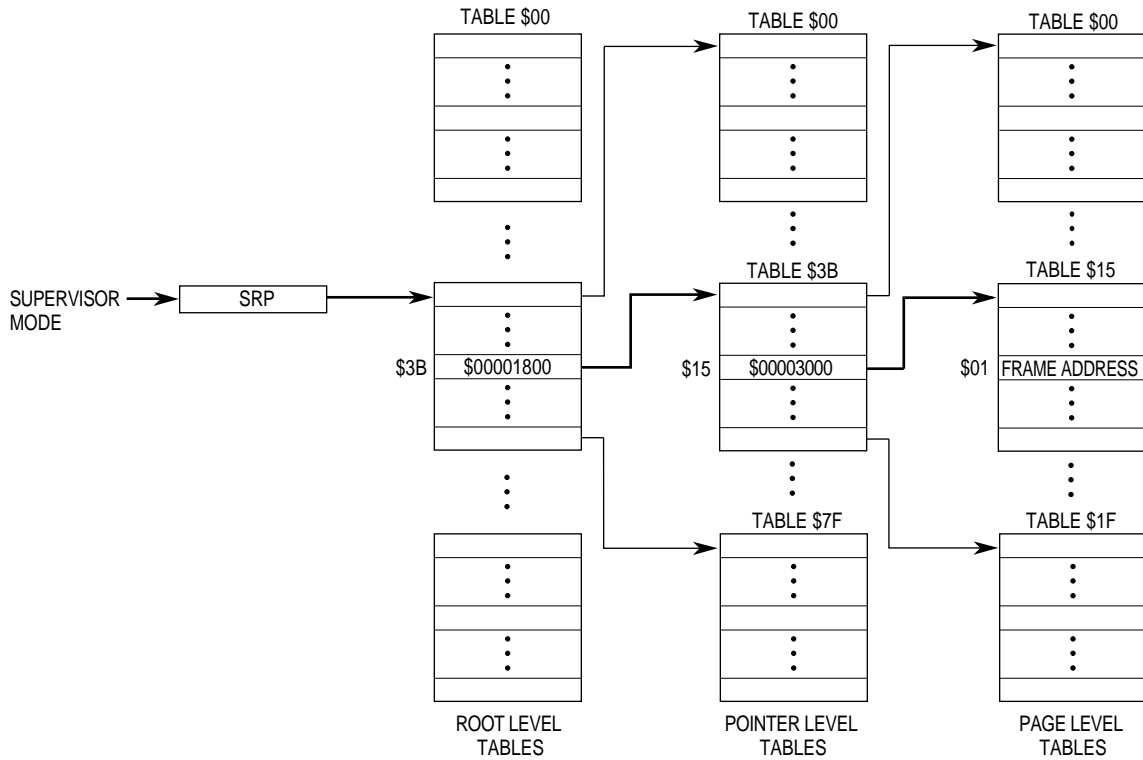 TABLE $00
TABLE $00
TABLE $00
TABLE $3B
TABLE $15
SUPERVISOR
MODE
SRP
$3B
$00001800
$15
$00003000
$01
FRAME ADDRESS
TABLE $7F
TABLE $1F
ROOT LEVEL
TABLES
POINTER LEVEL
TABLES
PAGE LEVEL
TABLES